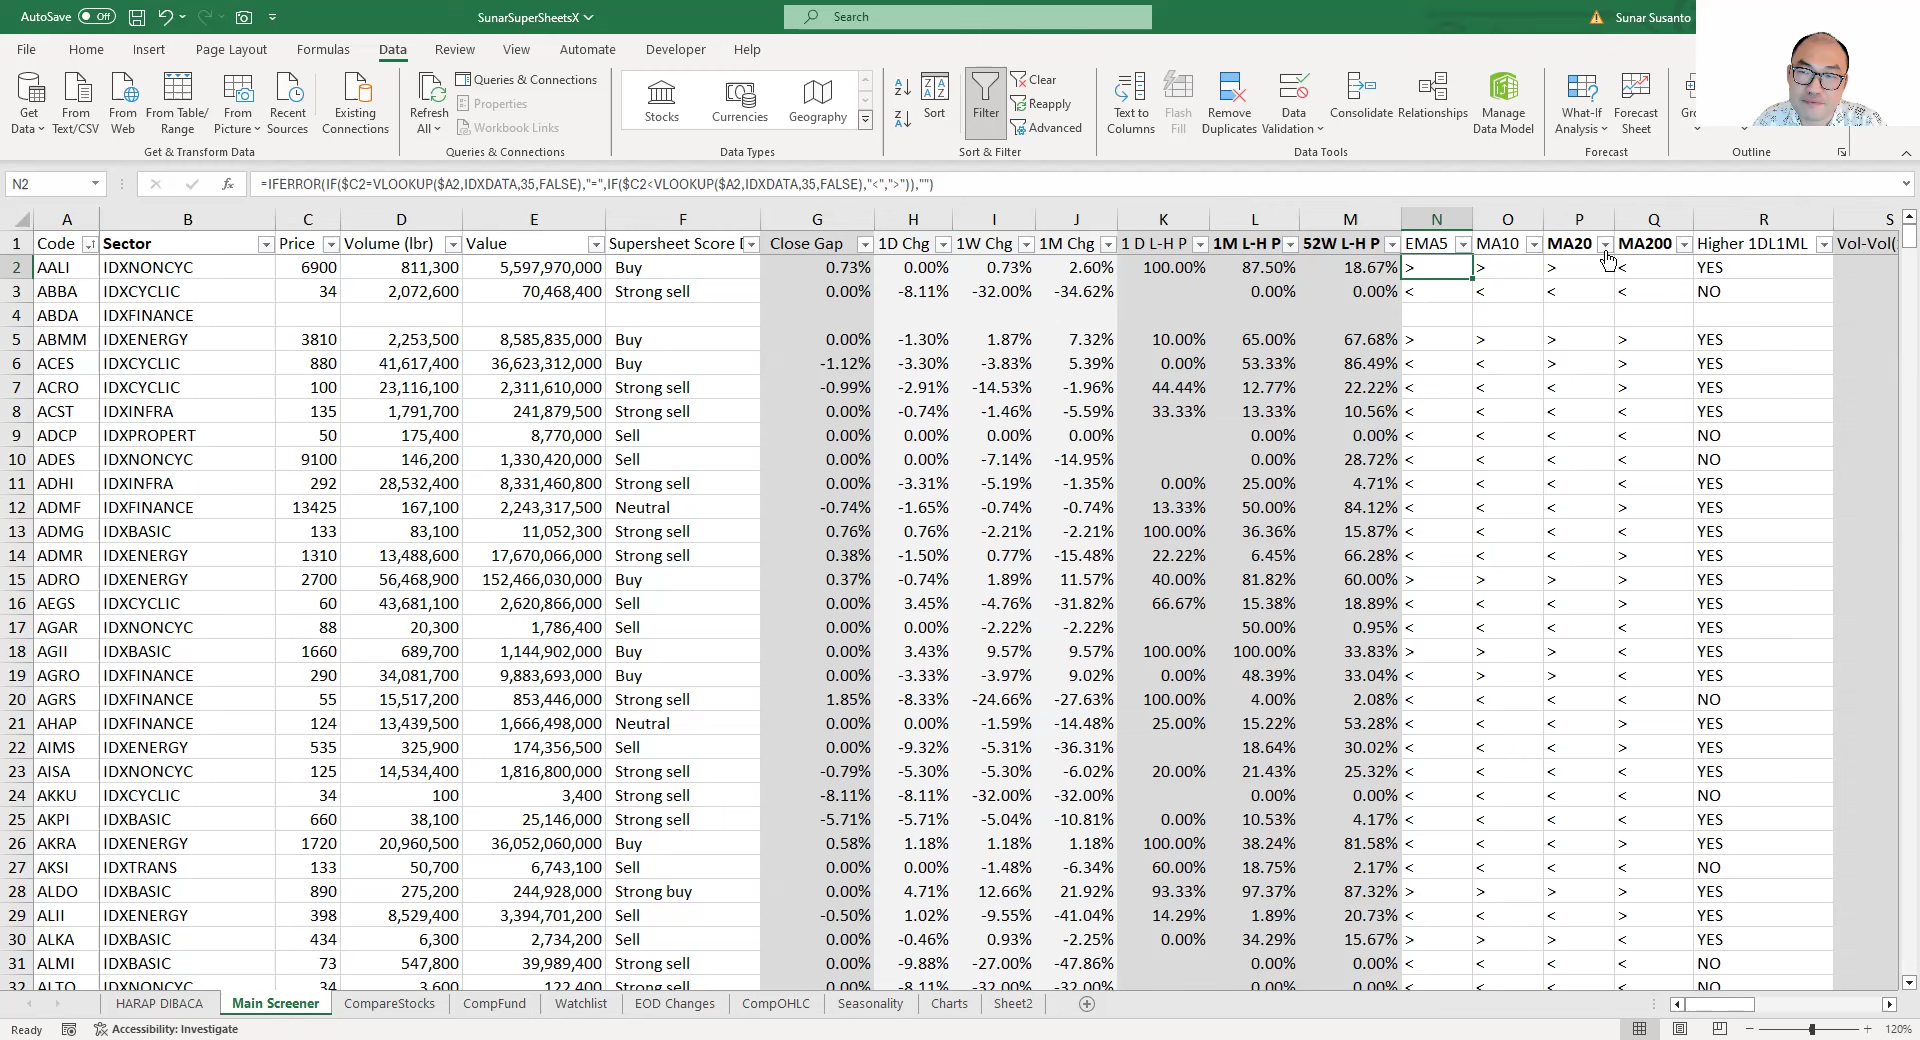 AutoSave Off SunarSuperSheetsX Search Sunar Susanto
File Home Insert Page Layout Formulas Data Review View Automate Developer Help
Get Data From Text/CSV From Web From Table/ Range From Picture Recent Sources Existing Connections Refresh All Queries & Connections Properties Workbook Links Stocks Currencies Geography Sort Filter Clear Reapply Advanced Text to Columns Flash Fill Remove Duplicates Data Validation Consolidate Relationships Manage Data Model What-If Analysis Forecast Sheet
Get & Transform Data Queries & Connections Data Types Sort & Filter Data Tools Forecast Outline
N2 fx =IFERROR(IF($C2=VLOOKUP($A2,IDXDATA,35,FALSE),"=",IF($C2<VLOOKUP($A2,IDXDATA,35,FALSE),"<",">")),"")
A B C D E F G H I J K L M N O P Q R S
1 Code Sector Price Volume (lbr) Value Supersheet Score Close Gap 1D Chg 1W Chg 1M Chg 1 D L-H P 1M L-H P 52W L-H P EMA5 MA10 MA20 MA200 Higher 1DL1ML Vol-Vol(
2 AALI IDXNONCYC 6900 811,300 5,597,970,000 Buy 0.73% 0.00% 0.73% 2.60% 100.00% 87.50% 18.67% > > > < YES
3 ABBA IDXCYCLIC 34 2,072,600 70,468,400 Strong sell 0.00% -8.11% -32.00% -34.62% 0.00% 0.00% < < < < NO
4 ABDA IDXFINANCE
5 ABMM IDXENERGY 3810 2,253,500 8,585,835,000 Buy 0.00% -1.30% 1.87% 7.32% 10.00% 65.00% 67.68% > > > > YES
6 ACES IDXCYCLIC 880 41,617,400 36,623,312,000 Buy -1.12% -3.30% -3.83% 5.39% 0.00% 53.33% 86.49% < < > > YES
7 ACRO IDXCYCLIC 100 23,116,100 2,311,610,000 Strong sell -0.99% -2.91% -14.53% -1.96% 44.44% 12.77% 22.22% < < < > YES
8 ACST IDXINFRA 135 1,791,700 241,879,500 Strong sell 0.00% -0.74% -1.46% -5.59% 33.33% 13.33% 10.56% < < < < YES
9 ADCP IDXPROPERT 50 175,400 8,770,000 Sell 0.00% 0.00% 0.00% 0.00% 0.00% 0.00% < < < < NO
10 ADES IDXNONCYC 9100 146,200 1,330,420,000 Sell 0.00% 0.00% -7.14% -14.95% 0.00% 28.72% < < < < NO
11 ADHI IDXINFRA 292 28,532,400 8,331,460,800 Strong sell 0.00% -3.31% -5.19% -1.35% 0.00% 25.00% 4.71% < < < < YES
12 ADMF IDXFINANCE 13425 167,100 2,243,317,500 Neutral -0.74% -1.65% -0.74% -0.74% 13.33% 50.00% 84.12% < < < > YES
13 ADMG IDXBASIC 133 83,100 11,052,300 Strong sell 0.76% 0.76% -2.21% -2.21% 100.00% 36.36% 15.87% < < < < YES
14 ADMR IDXENERGY 1310 13,488,600 17,670,066,000 Strong sell 0.38% -1.50% 0.77% -15.48% 22.22% 6.45% 66.28% < < < > YES
15 ADRO IDXENERGY 2700 56,468,900 152,466,030,000 Buy 0.37% -0.74% 1.89% 11.57% 40.00% 81.82% 60.00% > > > > YES
16 AEGS IDXCYCLIC 60 43,681,100 2,620,866,000 Sell 0.00% 3.45% -4.76% -31.82% 66.67% 15.38% 18.89% < < < > YES
17 AGAR IDXNONCYC 88 20,300 1,786,400 Sell 0.00% 0.00% -2.22% -2.22% 50.00% 0.95% < < < < YES
18 AGII IDXBASIC 1660 689,700 1,144,902,000 Buy 0.00% 3.43% 9.57% 9.57% 100.00% 100.00% 33.83% > > > < YES
19 AGRO IDXFINANCE 290 34,081,700 9,883,693,000 Buy 0.00% -3.33% -3.97% 9.02% 0.00% 48.39% 33.04% < > > < YES
20 AGRS IDXFINANCE 55 15,517,200 853,446,000 Strong sell 1.85% -8.33% -24.66% -27.63% 100.00% 4.00% 2.08% < < < < NO
21 AHAP IDXFINANCE 124 13,439,500 1,666,498,000 Neutral 0.00% 0.00% -1.59% -14.48% 25.00% 15.22% 53.28% < < < > YES
22 AIMS IDXENERGY 535 325,900 174,356,500 Sell 0.00% -9.32% -5.31% -36.31% 18.64% 30.02% < < < > YES
23 AISA IDXNONCYC 125 14,534,400 1,816,800,000 Strong sell -0.79% -5.30% -5.30% -6.02% 20.00% 21.43% 25.32% < < < < YES
24 AKKU IDXCYCLIC 34 100 3,400 Strong sell -8.11% -8.11% -32.00% -32.00% 0.00% 0.00% < < < < NO
25 AKPI IDXBASIC 660 38,100 25,146,000 Strong sell -5.71% -5.71% -5.04% -10.81% 0.00% 10.53% 4.17% < < < < YES
26 AKRA IDXENERGY 1720 20,960,500 36,052,060,000 Buy 0.58% 1.18% 1.18% 1.18% 100.00% 38.24% 81.58% > > > > YES
27 AKSI IDXTRANS 133 50,700 6,743,100 Sell 0.00% 0.00% -1.48% -6.34% 60.00% 18.75% 2.17% < < < < NO
28 ALDO IDXBASIC 890 275,200 244,928,000 Strong buy 0.00% 4.71% 12.66% 21.92% 93.33% 97.37% 87.32% > > > > YES
29 ALII IDXENERGY 398 8,529,400 3,394,701,200 Sell -0.50% 1.02% -9.55% -41.04% 14.29% 1.89% 20.73% < < < > YES
30 ALKA IDXBASIC 434 6,300 2,734,200 Sell 0.00% -0.46% 0.93% -2.25% 0.00% 34.29% 15.67% > > > < YES
31 ALMI IDXBASIC 73 547,800 39,989,400 Strong sell 0.00% -9.88% -27.00% -47.86% 0.00% 0.00% < < < < NO
32 ALTO IDXNONCYC 34 3,600 122,400 Strong sell 0.00% -8.11% -32.00% -32.00% 0.00% 0.00% < < < < NO
HARAP DIBACA Main Screener CompareStocks CompFund Watchlist EOD Changes CompOHLC Seasonality Charts Sheet2
Ready Accessibility: Investigate 120%